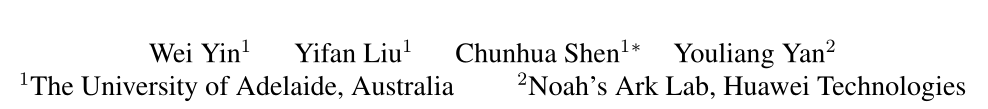 Wei Yin¹ Yifan Liu¹ Chunhua Shen¹* Youliang Yan²
¹The University of Adelaide, Australia ²Noah's Ark Lab, Huawei Technologies